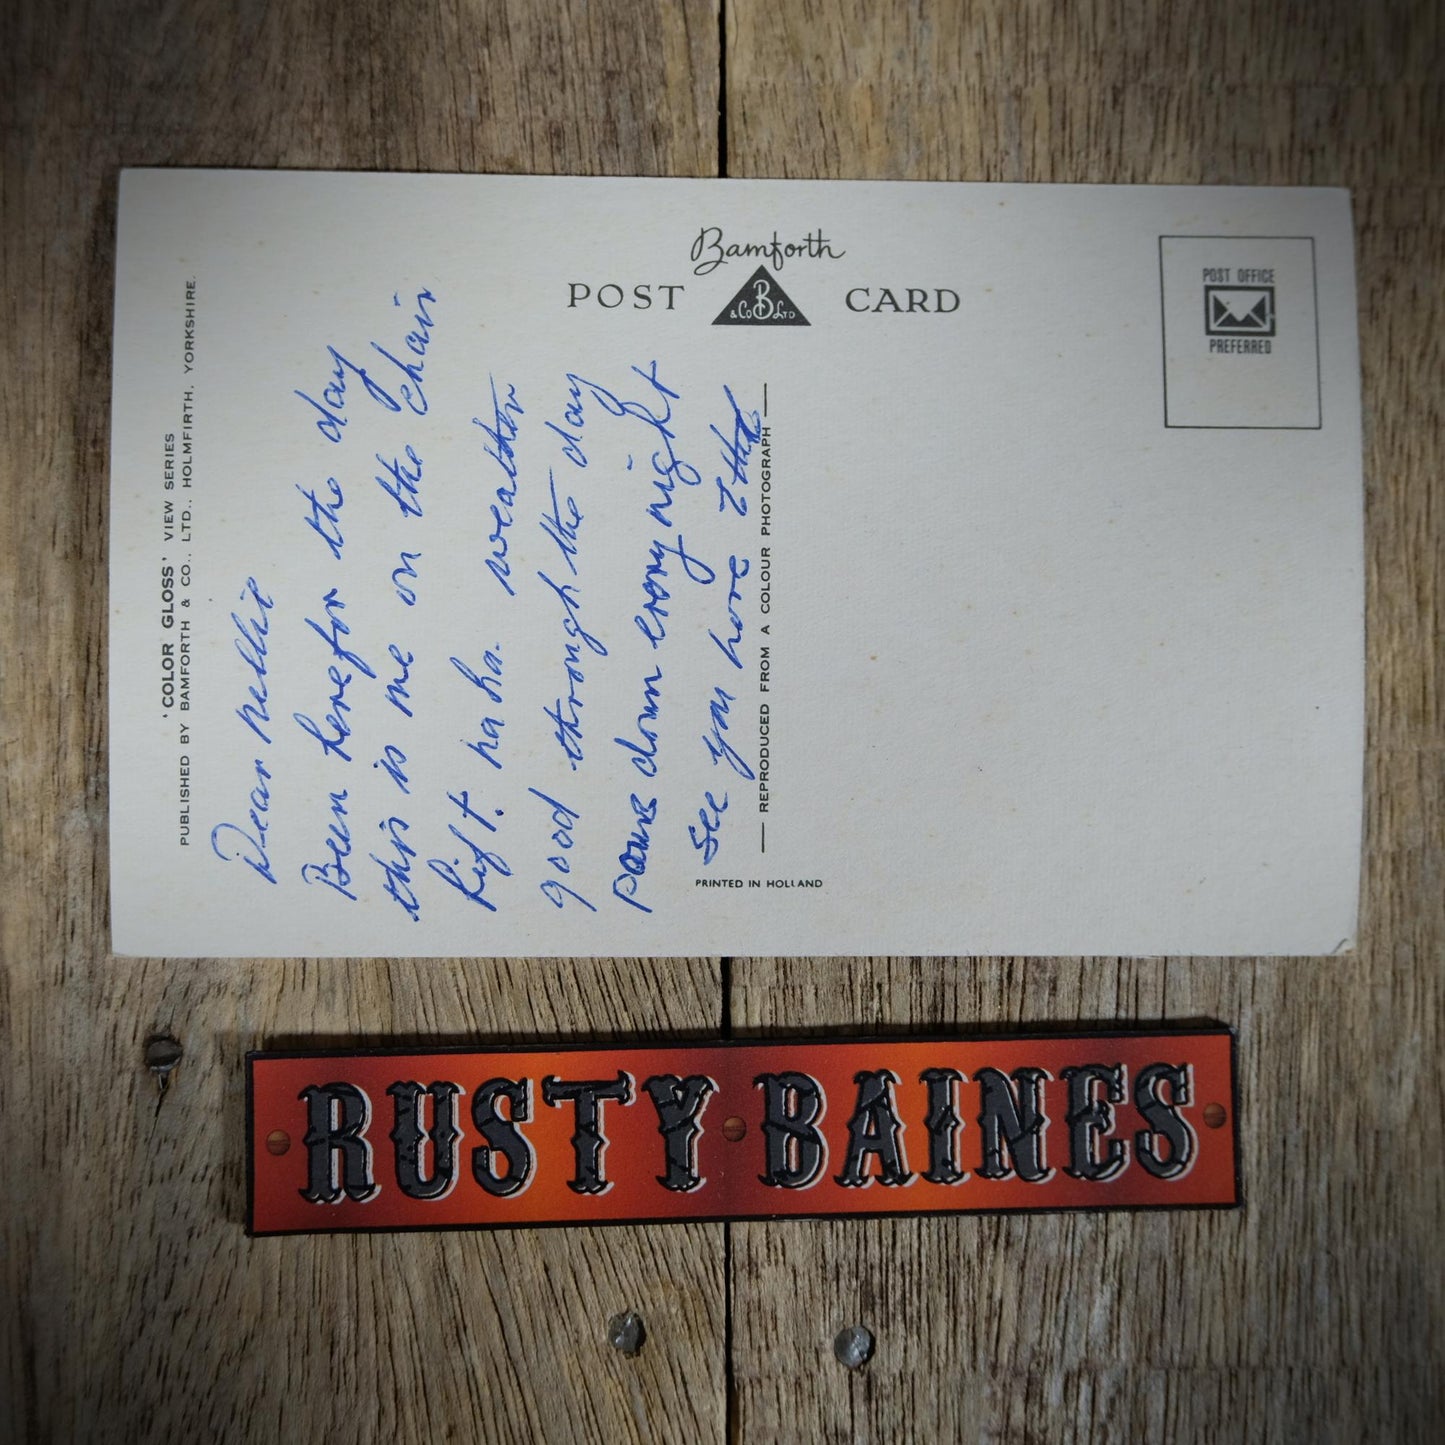 'COLOR GLOSS' VIEW SERIES
PUBLISHED BY BAMFORTH & CO., LTD., HOLMFIRTH, YORKSHIRE.
Dear Nellie
Been here for the day
this is me on the chair
lift. ha ha. weather
good through the day
pours down every night
see you have
Bamforth
POST CARD
B
& Co LTD
REPRODUCED FROM A COLOUR PHOTOGRAPH
PRINTED IN HOLLAND
POST OFFICE
PREFERRED
RUSTY BAINES